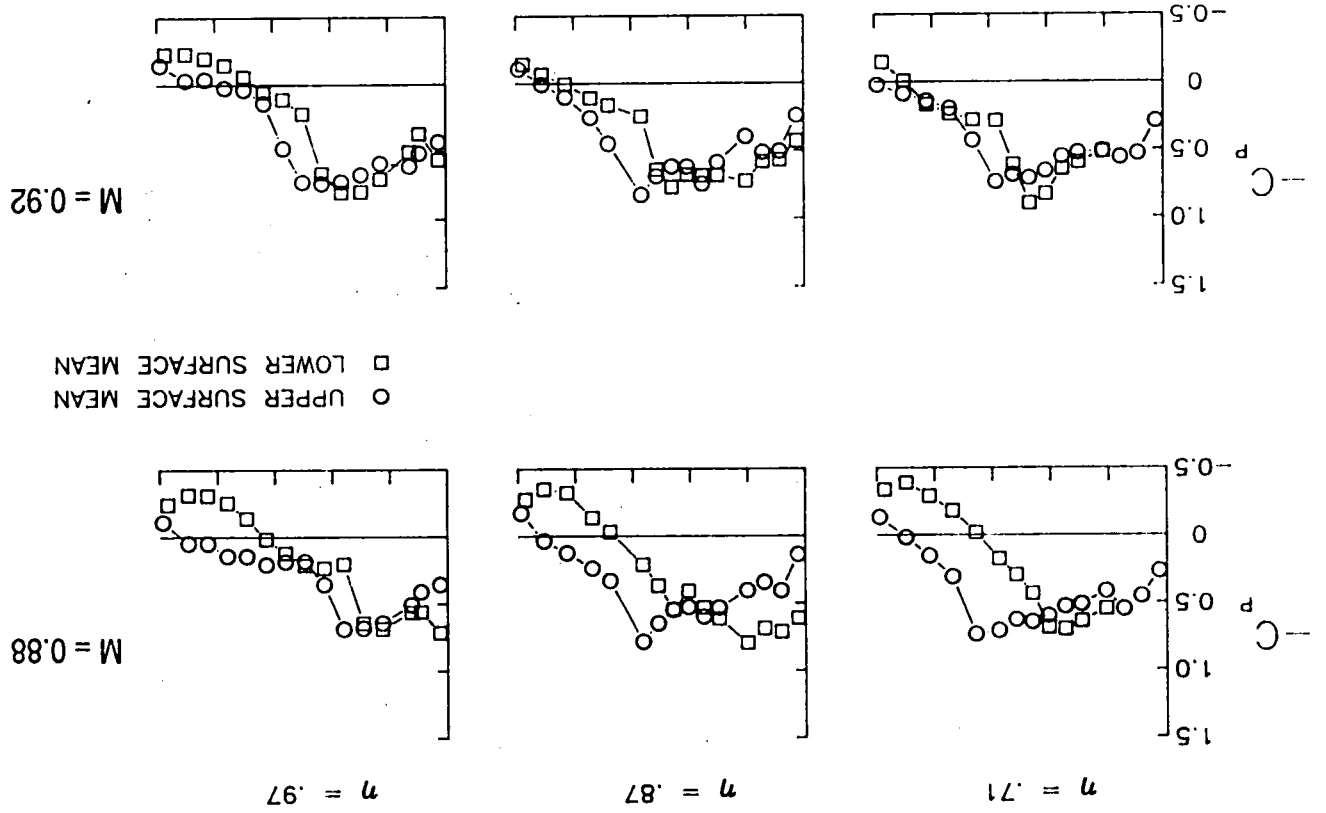 η = .71 η = .87 η = .97
1.5
1.0
-C P
0.5
0
-0.5
M = 0.88
UPPER SURFACE MEAN
LOWER SURFACE MEAN
1.5
1.0
-C P
0.5
0
-0.5
M = 0.92